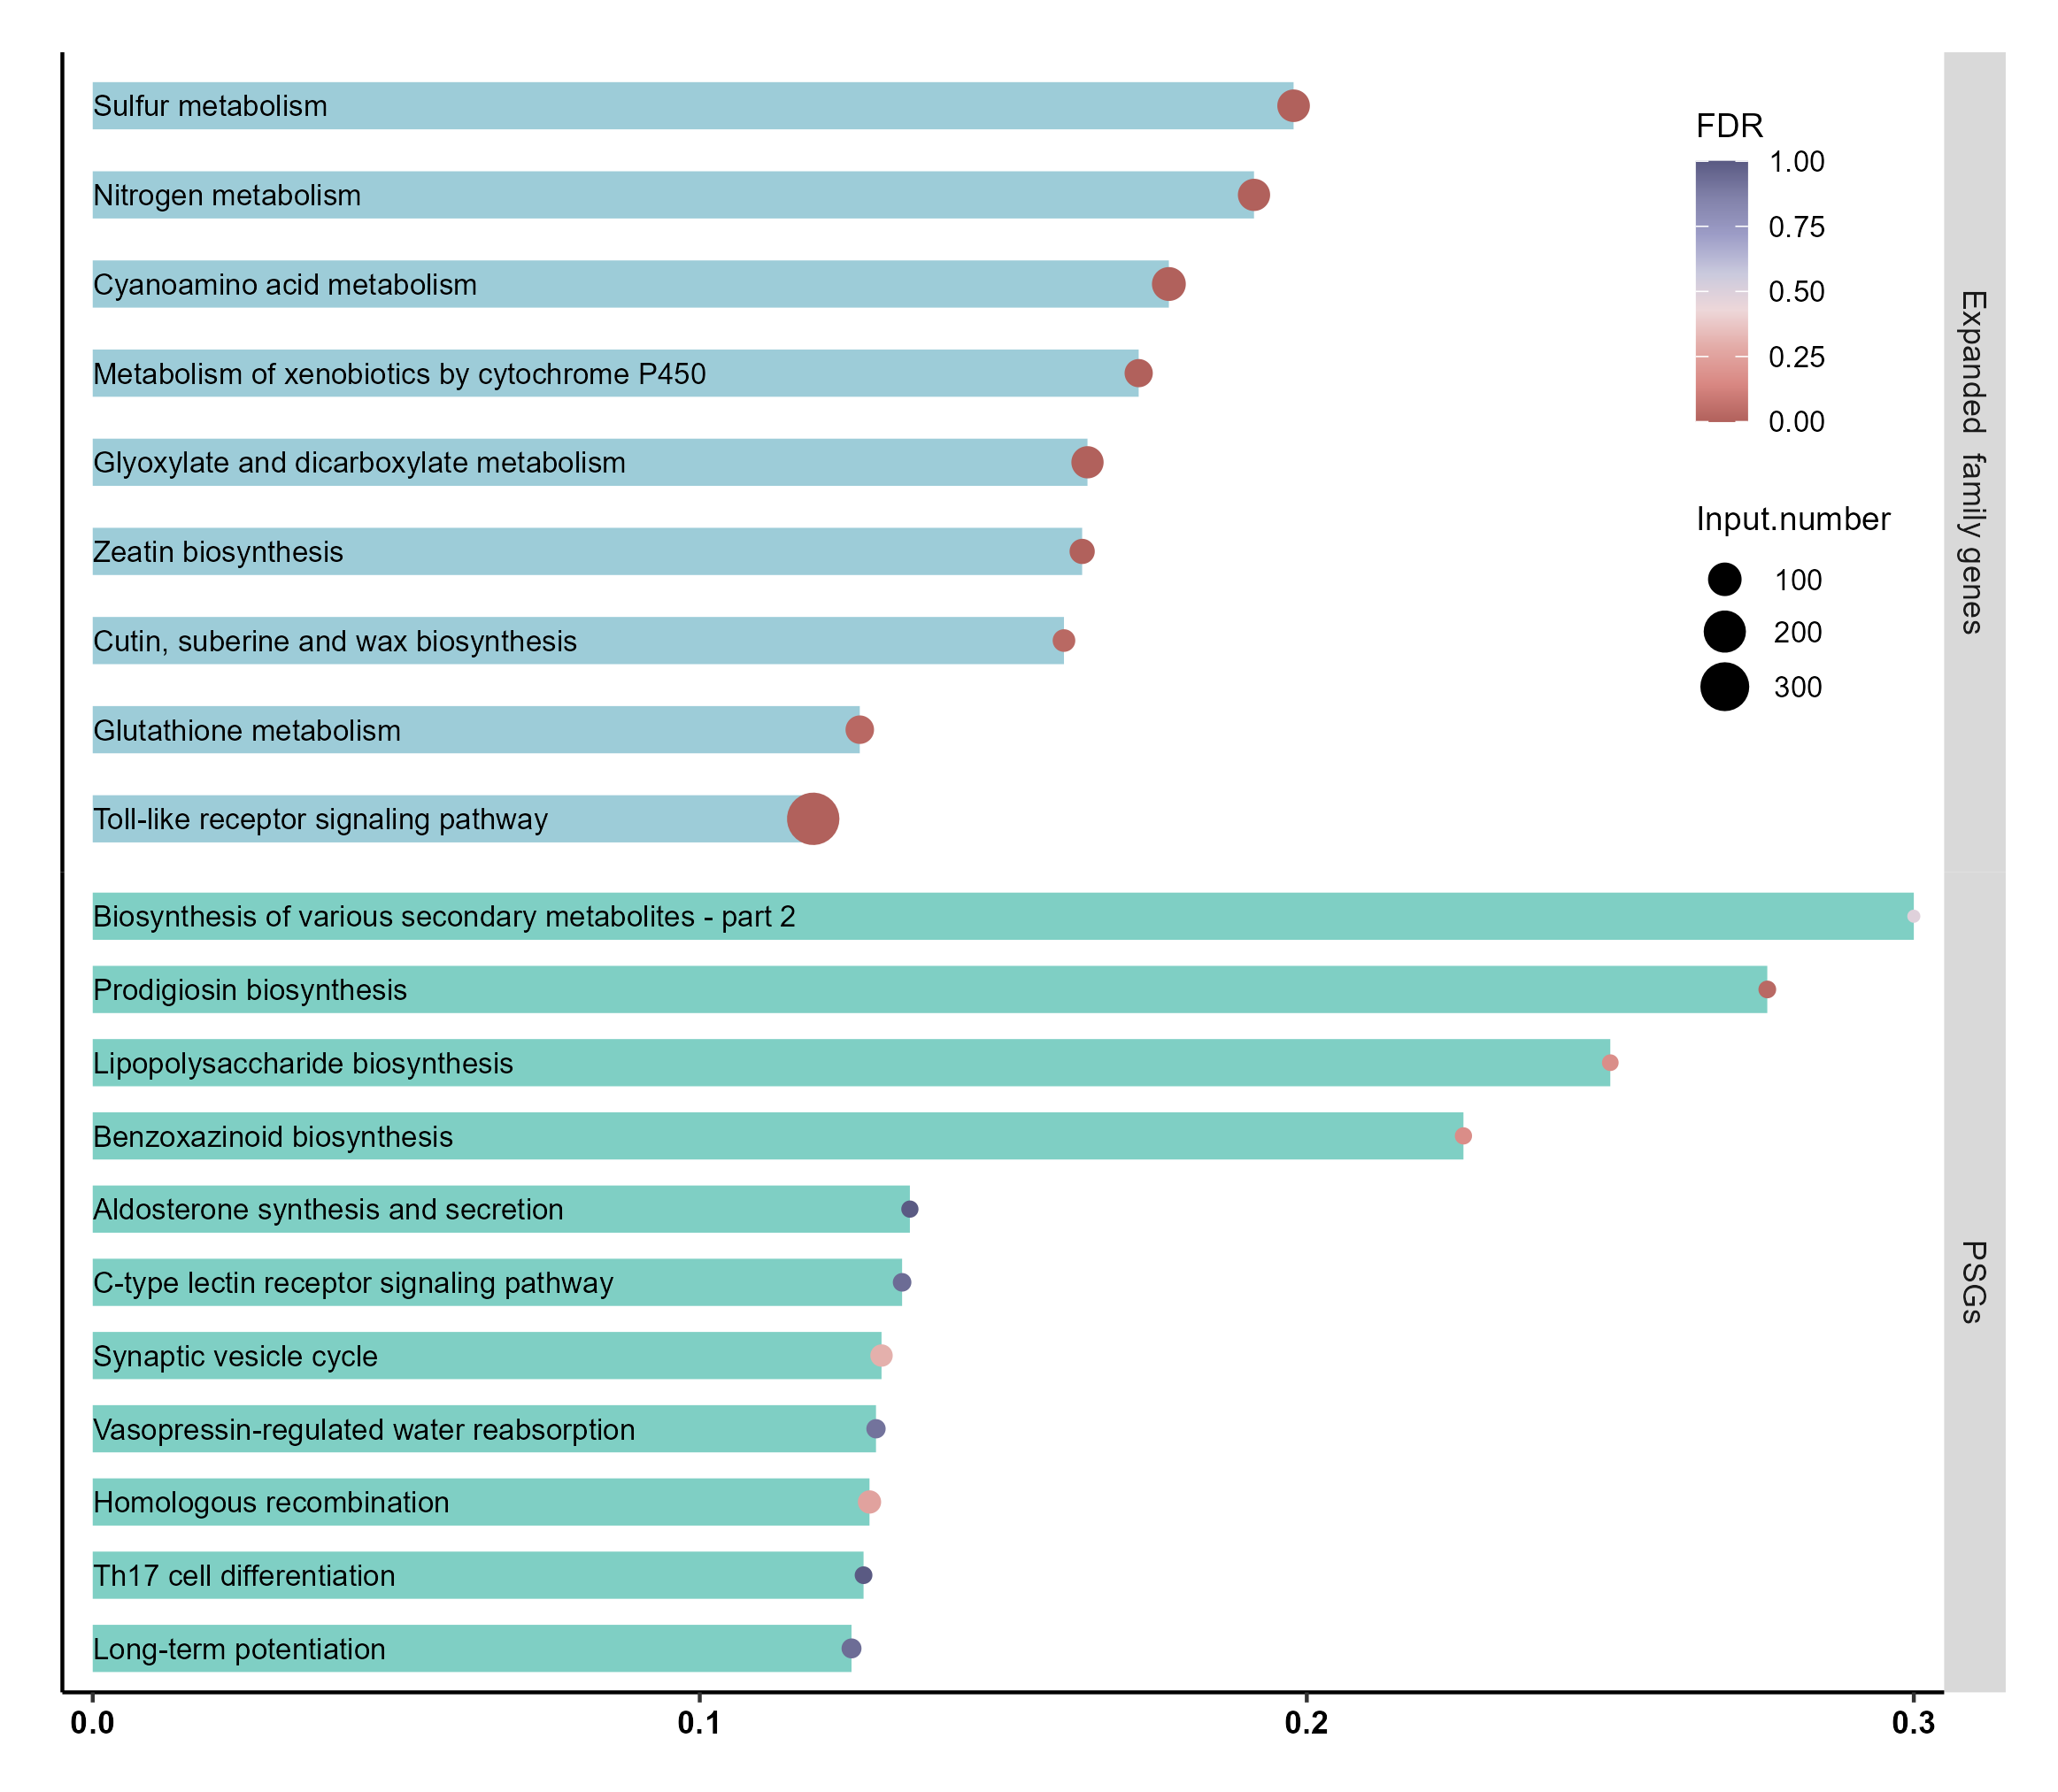 Sulfur metabolism
Nitrogen metabolism
Cyanoamino acid metabolism
Metabolism of xenobiotics by cytochrome P450
Glyoxylate and dicarboxylate metabolism
Zeatin biosynthesis
Cutin, suberine and wax biosynthesis
Glutathione metabolism
Toll-like receptor signaling pathway
FDR
1.00
0.75
0.50
0.25
0.00
Input.number
100
200
300
Expanded family genes
Biosynthesis of various secondary metabolites - part 2
Prodigiosin biosynthesis
Lipopolysaccharide biosynthesis
Benzoxazinoid biosynthesis
Aldosterone synthesis and secretion
C-type lectin receptor signaling pathway
Synaptic vesicle cycle
Vasopressin-regulated water reabsorption
Homologous recombination
Th17 cell differentiation
Long-term potentiation
PSGs
0.0 0.1 0.2 0.3